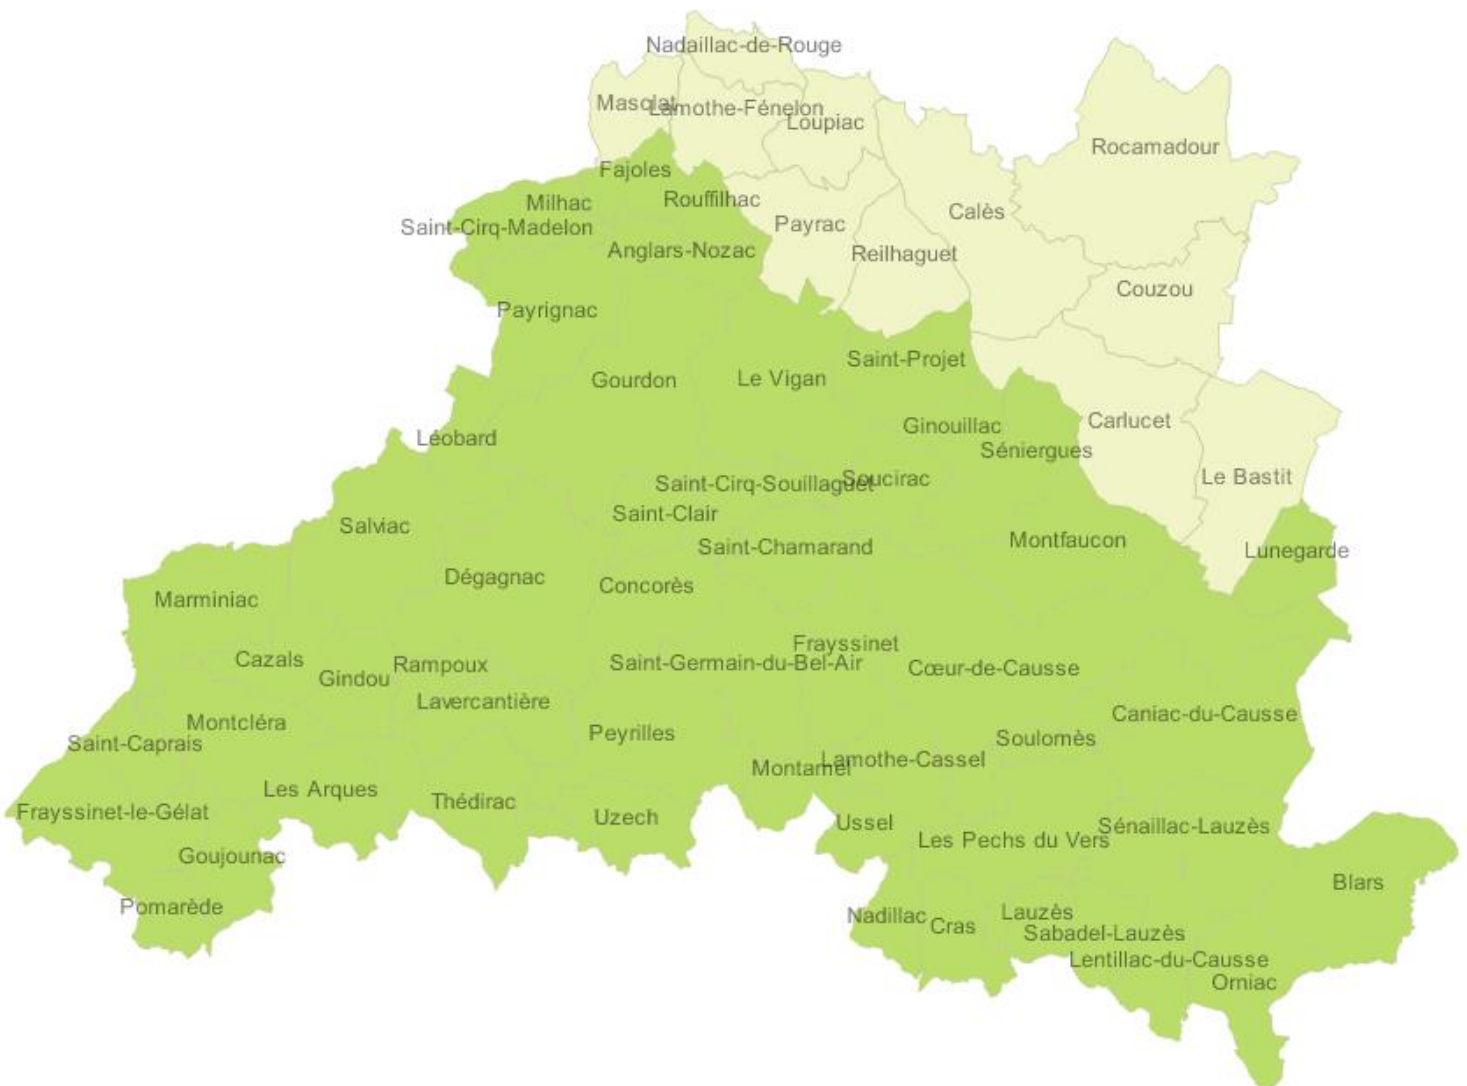 Nadaillac-de-Rouge
Masclat
Lamothe-Fénelon
Loupiac
Rocamadour
Fajoles
Rouffilhac
Milhac
Saint-Cirq-Madelon
Calès
Payrac
Anglars-Nozac
Reilhaguet
Couzou
Payrignac
Saint-Projet
Gourdon
Le Vigan
Carlucet
Ginouillac
Léobard
Séniergues
Le Bastit
Soucirac
Saint-Cirq-Souillaguet
Saint-Clair
Salviac
Montfaucon
Saint-Chamarand
Lunegarde
Dégagnac
Concorès
Marminiac
Frayssinet
Cazals
Saint-Germain-du-Bel-Air
Rampoux
Cœur-de-Causse
Gindou
Lavercantière
Caniac-du-Causse
Montcléra
Peyrilles
Soulomès
Saint-Caprais
Lamothe-Cassel
Montamel
Les Arques
Thédirac
Frayssinet-le-Gélat
Uzech
Ussel
Sénaillac-Lauzès
Les Pechs du Vers
Goujounac
Blars
Pomarède
Lauzès
Nadillac
Cras
Sabadel-Lauzès
Lentillac-du-Causse
Orniac